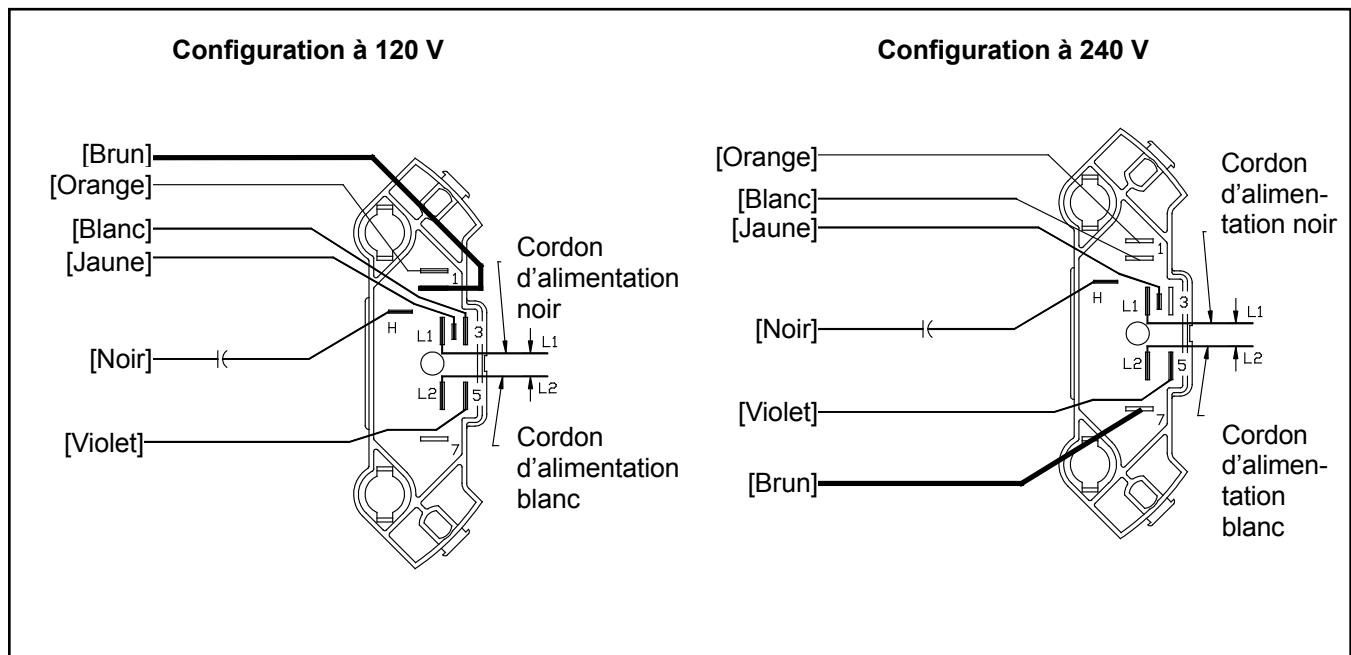 Configuration à 120 V
[Brun]
[Orange]
[Blanc]
[Jaune]
[Noir]
[Violet]
1
H
L1
3
L2
5
7
L1
L2
Cordon
d’alimentation
noir
Cordon
d’alimentation
blanc
Configuration à 240 V
[Orange]
[Blanc]
[Jaune]
[Noir]
[Violet]
[Brun]
1
H
L1
3
L2
5
7
L1
L2
Cordon
d’alimen-
tation noir
Cordon
d’alimen-
tation
blanc